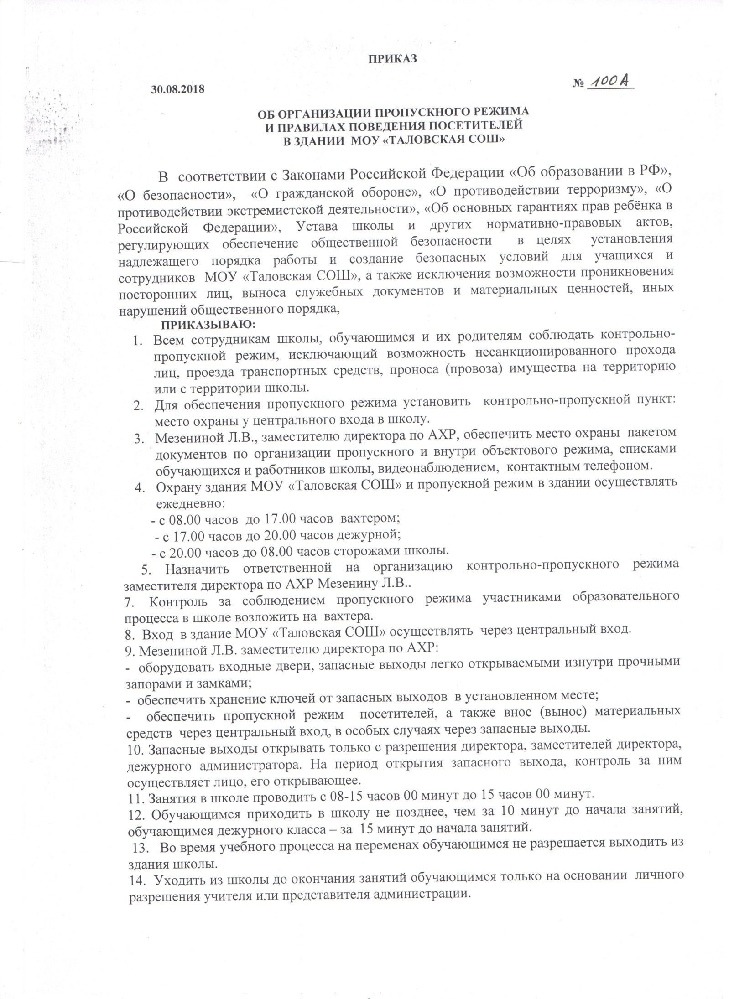 ПРИКАЗ
30.08.2018 № 100А
ОБ ОРГАНИЗАЦИИ ПРОПУСКНОГО РЕЖИМА
И ПРАВИЛАХ ПОВЕДЕНИЯ ПОСЕТИТЕЛЕЙ
В ЗДАНИИ МОУ «ТАЛОВСКАЯ СОШ»
В соответствии с Законами Российской Федерации «Об образовании в РФ»,
«О безопасности», «О гражданской обороне», «О противодействии терроризму», «О
противодействии экстремистской деятельности», «Об основных гарантиях прав ребёнка в
Российской Федерации», Устава школы и других нормативно-правовых актов,
регулирующих обеспечение общественной безопасности в целях установления
надлежащего порядка работы и создание безопасных условий для учащихся и
сотрудников МОУ «Таловская СОШ», а также исключения возможности проникновения
посторонних лиц, выноса служебных документов и материальных ценностей, иных
нарушений общественного порядка,
ПРИКАЗЫВАЮ:
1. Всем сотрудникам школы, обучающимся и их родителям соблюдать контрольно-
пропускной режим, исключающий возможность несанкционированного прохода
лиц, проезда транспортных средств, проноса (провоза) имущества на территорию
или с территории школы.
2. Для обеспечения пропускного режима установить контрольно-пропускной пункт:
место охраны у центрального входа в школу.
3. Мезениной Л.В., заместителю директора по АХР, обеспечить место охраны пакетом
документов по организации пропускного и внутри объектового режима, списками
обучающихся и работников школы, видеонаблюдением, контактным телефоном.
4. Охрану здания МОУ «Таловская СОШ» и пропускной режим в здании осуществлять
ежедневно:
- с 08.00 часов до 17.00 часов вахтером;
- с 17.00 часов до 20.00 часов дежурной;
- с 20.00 часов до 08.00 часов сторожами школы.
5. Назначить ответственной на организацию контрольно-пропускного режима
заместителя директора по АХР Мезенину Л.В..
7. Контроль за соблюдением пропускного режима участниками образовательного
процесса в школе возложить на вахтера.
8. Вход в здание МОУ «Таловская СОШ» осуществлять через центральный вход.
9. Мезениной Л.В. заместителю директора по АХР:
- оборудовать входные двери, запасные выходы легко открываемыми изнутри прочными
запорами и замками;
- обеспечить хранение ключей от запасных выходов в установленном месте;
- обеспечить пропускной режим посетителей, а также внос (вынос) материальных
средств через центральный вход, в особых случаях через запасные выходы.
10. Запасные выходы открывать только с разрешения директора, заместителей директора,
дежурного администратора. На период открытия запасного выхода, контроль за ним
осуществляет лицо, его открывающее.
11. Занятия в школе проводить с 08-15 часов 00 минут до 15 часов 00 минут.
12. Обучающимся приходить в школу не позднее, чем за 10 минут до начала занятий,
обучающимся дежурного класса – за 15 минут до начала занятий.
13. Во время учебного процесса на переменах обучающимся не разрешается выходить из
здания школы.
14. Уходить из школы до окончания занятий обучающимся только на основании личного
разрешения учителя или представителя администрации.